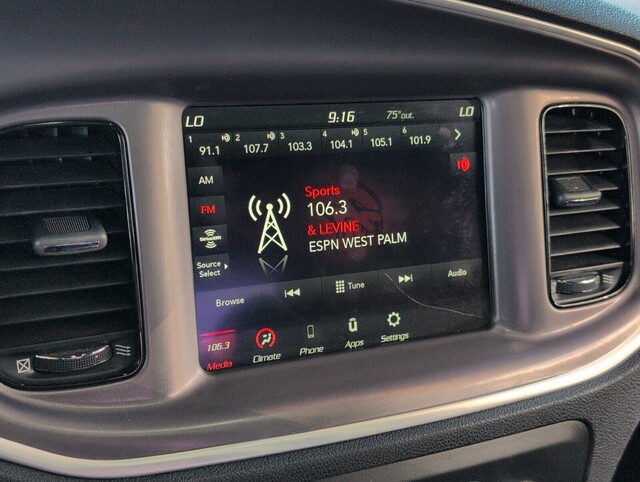 LO 9:16 75°out. LO
1 2 3 4 5 6
91.1 107.7 103.3 104.1 105.1 101.9
AM
FM
SiriusXM
Source
Select
Sports
106.3
& LEVINE
ESPN WEST PALM
Browse Tune Audio
106.3
Media Climate Phone Apps Settings